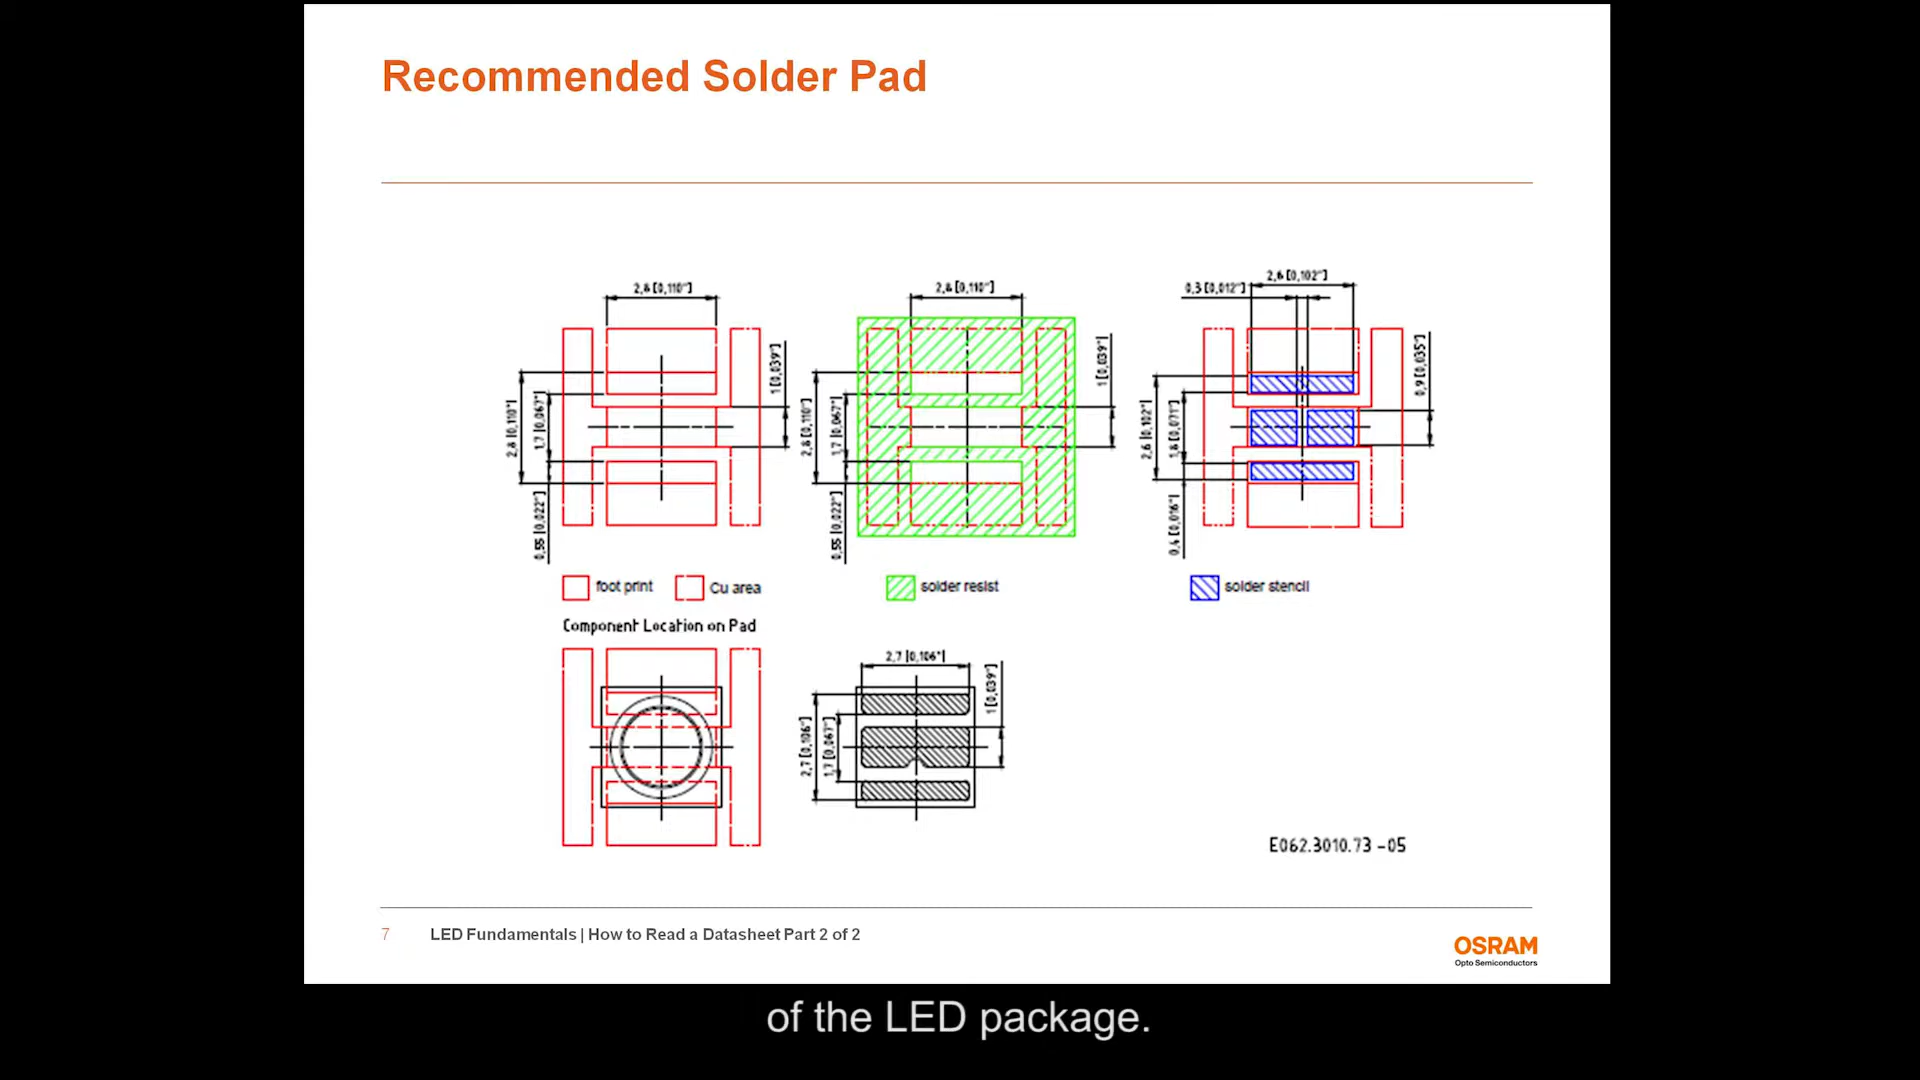 Recommended Solder Pad
2,8 [0,110"]
2,8 [0,110"]
2,6 [0,102"]
0,3 [0,012"]
2,8 [0,110"]
1,7 [0,067"]
0,55 [0,022"]
1 [0,039"]
2,8 [0,110"]
1,7 [0,067"]
0,55 [0,022"]
1 [0,039"]
2,6 [0,102"]
1,8 [0,071"]
0,4 [0,016"]
0,9 [0,035"]
foot print
Cu area
solder resist
solder stencil
Component Location on Pad
2,7 [0,106"]
2,7 [0,106"]
1,7 [0,067"]
1 [0,039"]
E062.3010.73 -05
7 LED Fundamentals | How to Read a Datasheet Part 2 of 2
OSRAM
Opto Semiconductors
of the LED package.